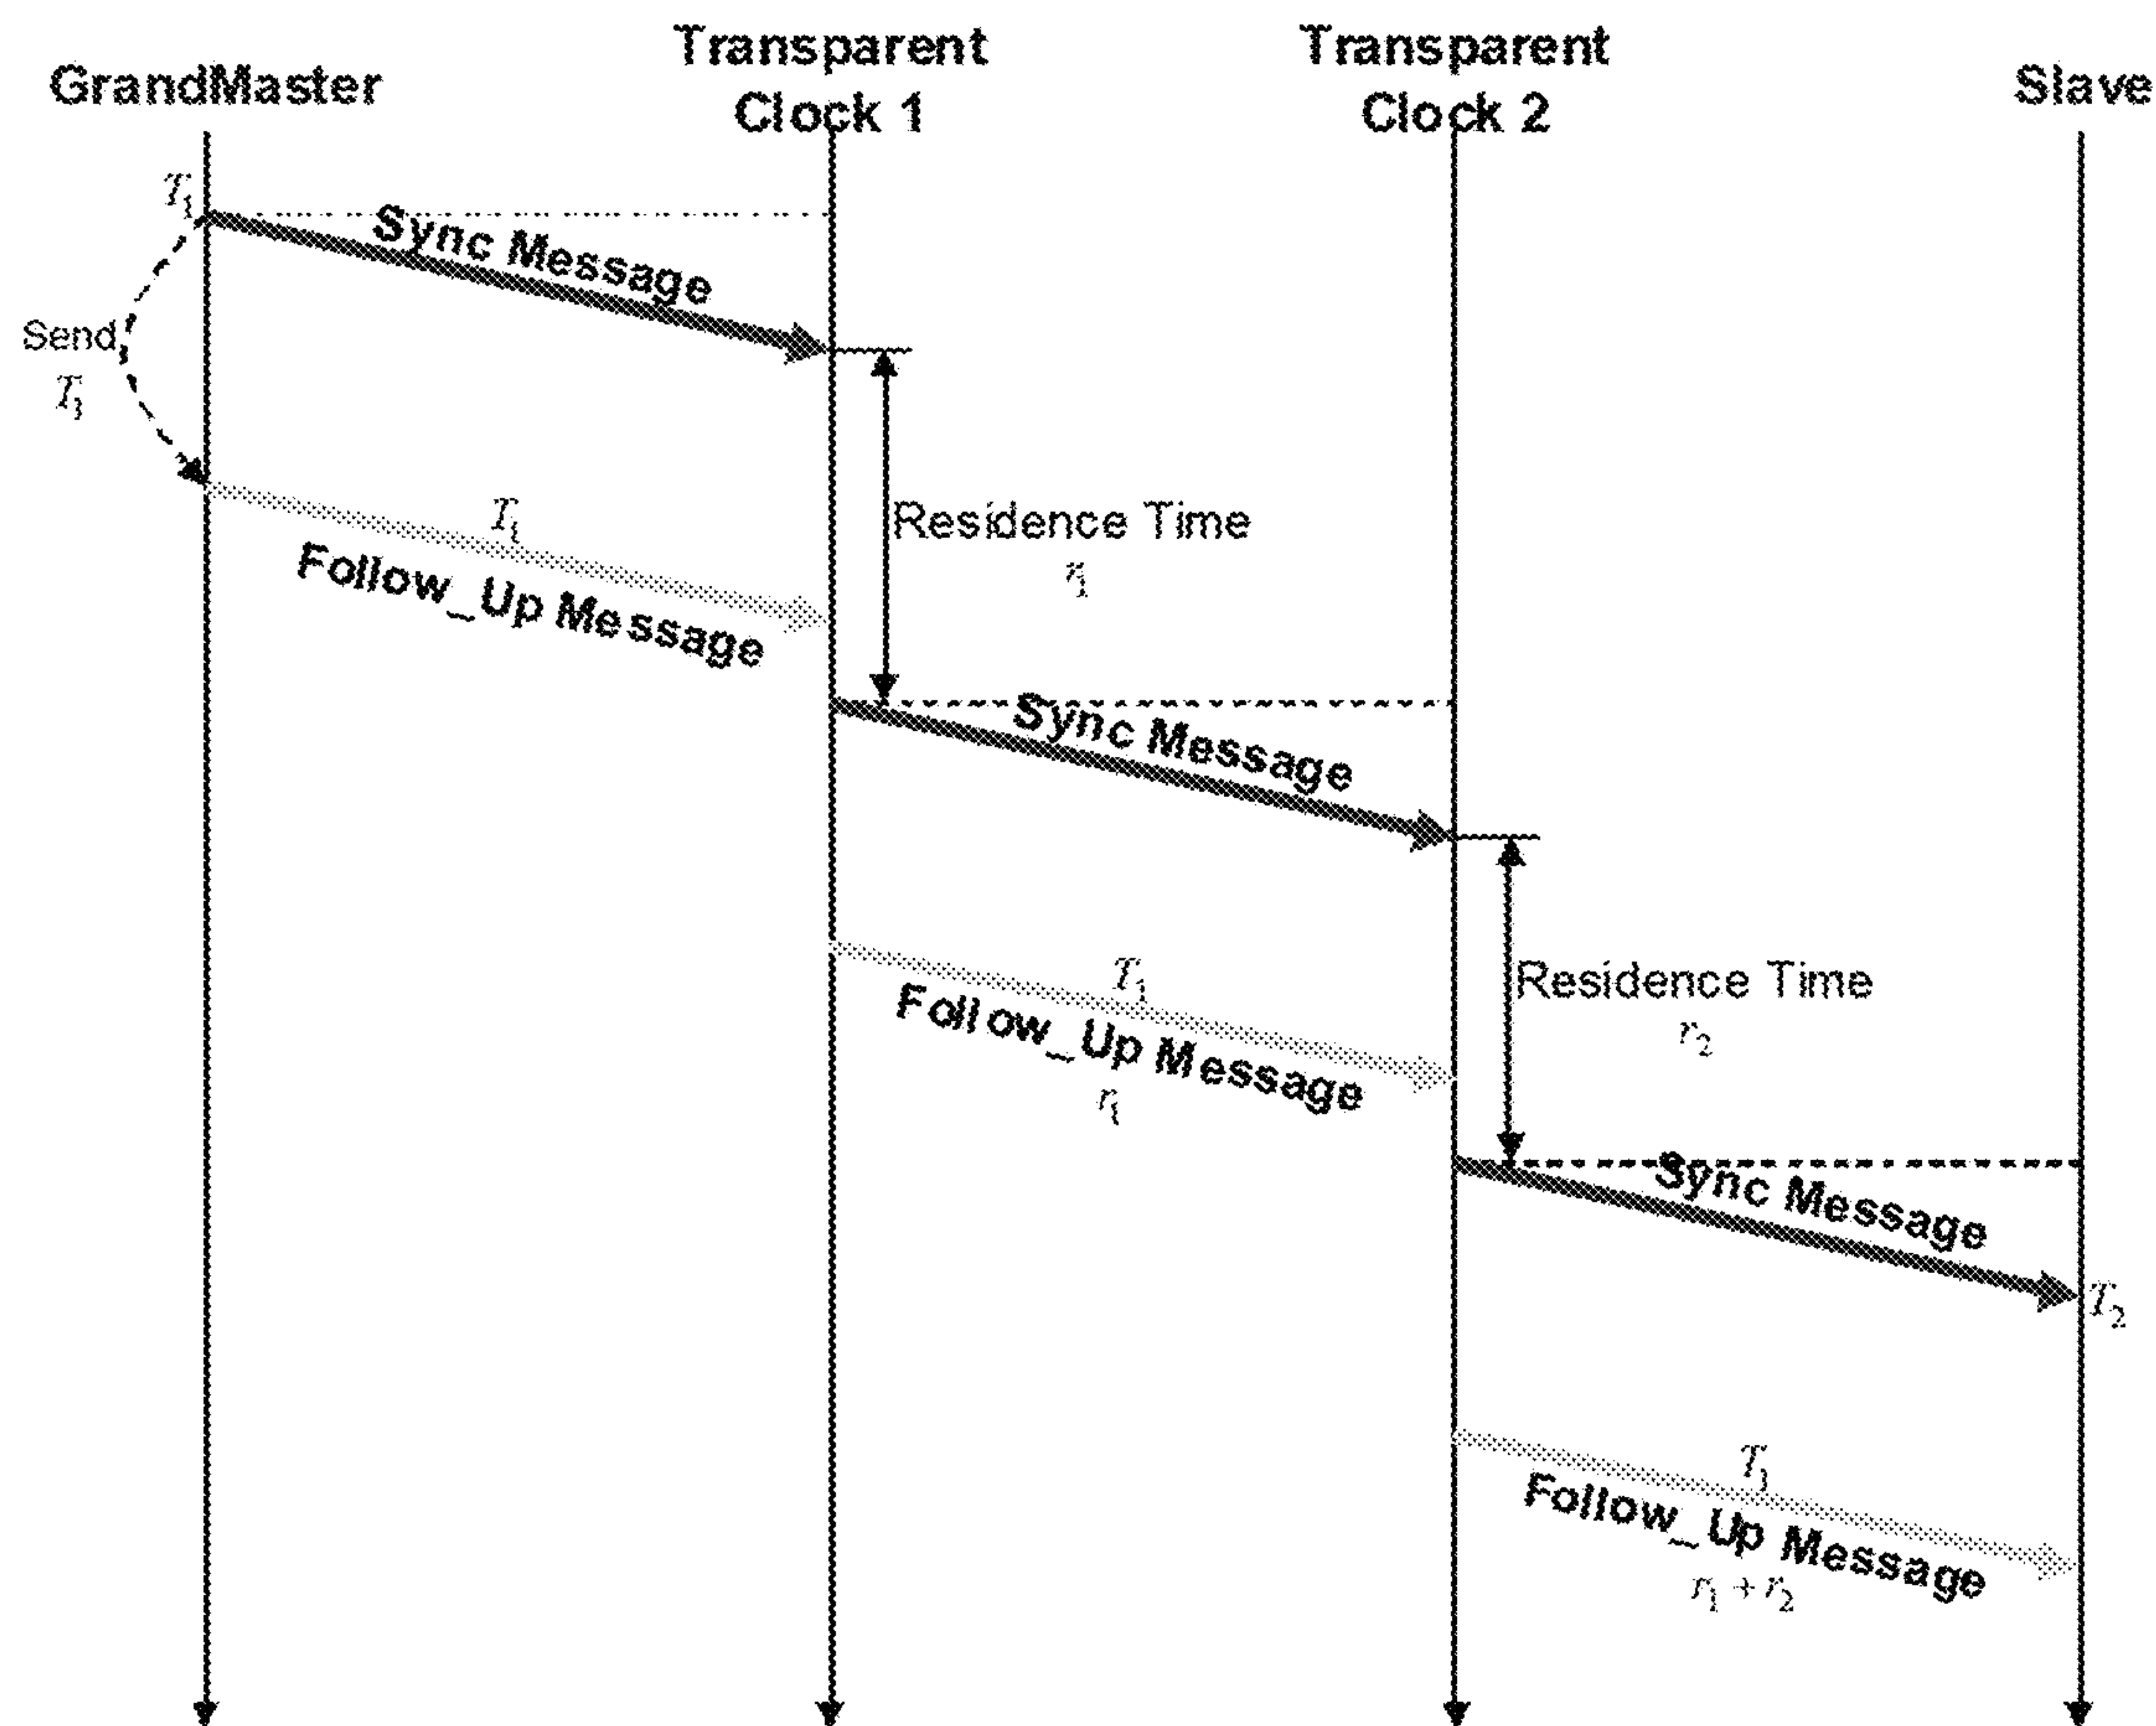 GrandMaster
Transparent
Clock 1
Transparent
Clock 2
Slave
T₁
Sync Message
Send
T₁
T₁
Follow_Up Message
Residence Time
r₁
Sync Message
T₁
Follow_Up Message
r₁
Residence Time
r₂
Sync Message
T₂
T₁
Follow_Up Message
r₁ + r₂